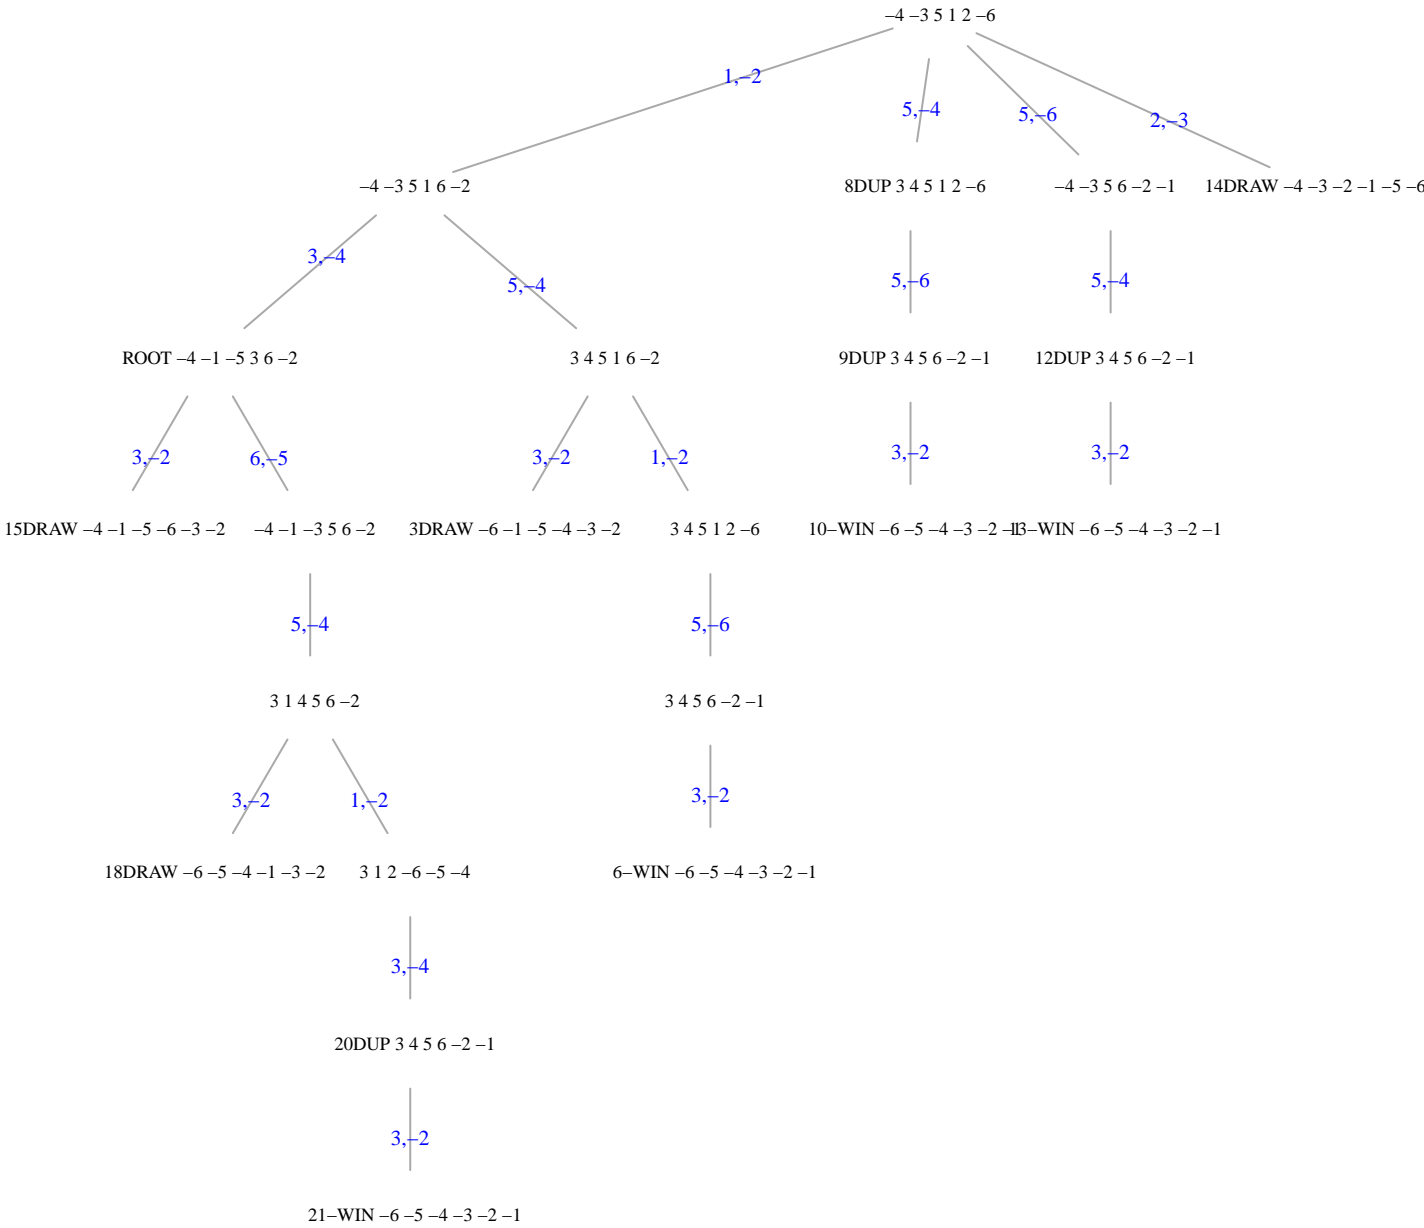 –4 –3 5 1 2 –6
1,–2
5,–4
5,–6
2,–3
–4 –3 5 1 6 –2
8DUP 3 4 5 1 2 –6
–4 –3 5 6 –2 –1
14DRAW –4 –3 –2 –1 –5 –6
3,–4
5,–4
5,–6
5,–4
ROOT –4 –1 –5 3 6 –2
3 4 5 1 6 –2
9DUP 3 4 5 6 –2 –1
12DUP 3 4 5 6 –2 –1
3,–2
6,–5
3,–2
1,–2
3,–2
3,–2
15DRAW –4 –1 –5 –6 –3 –2
–4 –1 –3 5 6 –2
3DRAW –6 –1 –5 –4 –3 –2
3 4 5 1 2 –6
10–WIN –6 –5 –4 –3 –2 –1
13–WIN –6 –5 –4 –3 –2 –1
5,–4
5,–6
3 1 4 5 6 –2
3 4 5 6 –2 –1
3,–2
1,–2
3,–2
18DRAW –6 –5 –4 –1 –3 –2
3 1 2 –6 –5 –4
6–WIN –6 –5 –4 –3 –2 –1
3,–4
20DUP 3 4 5 6 –2 –1
3,–2
21–WIN –6 –5 –4 –3 –2 –1